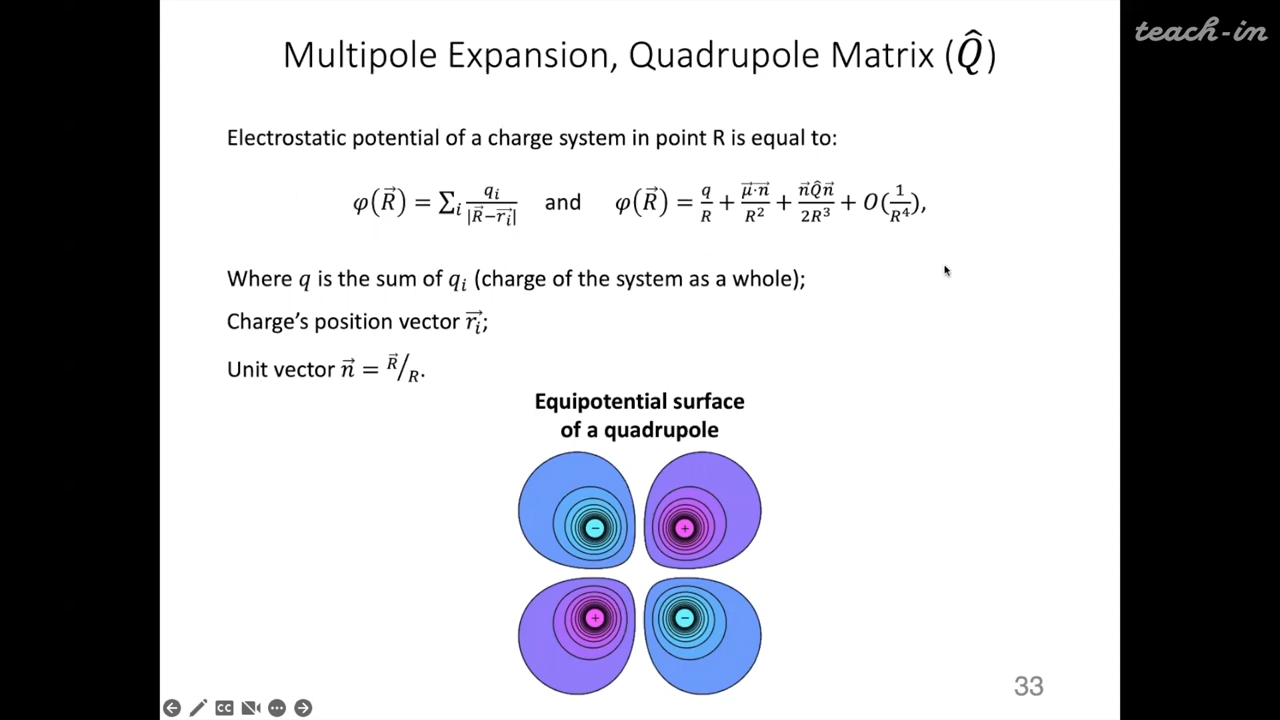 teach-in
Multipole Expansion, Quadrupole Matrix (Q̂)
Electrostatic potential of a charge system in point R is equal to:
φ(R⃗) = ∑ᵢ qᵢ/|R⃗−r⃗ᵢ| and φ(R⃗) = q/R + μ⃗·n⃗/R² + n⃗Q̂n⃗/2R³ + O(1/R⁴),
Where q is the sum of qᵢ (charge of the system as a whole);
Charge’s position vector r⃗ᵢ;
Unit vector n⃗ = R⃗/R.
Equipotential surface
of a quadrupole
− +
+ −
33
CC